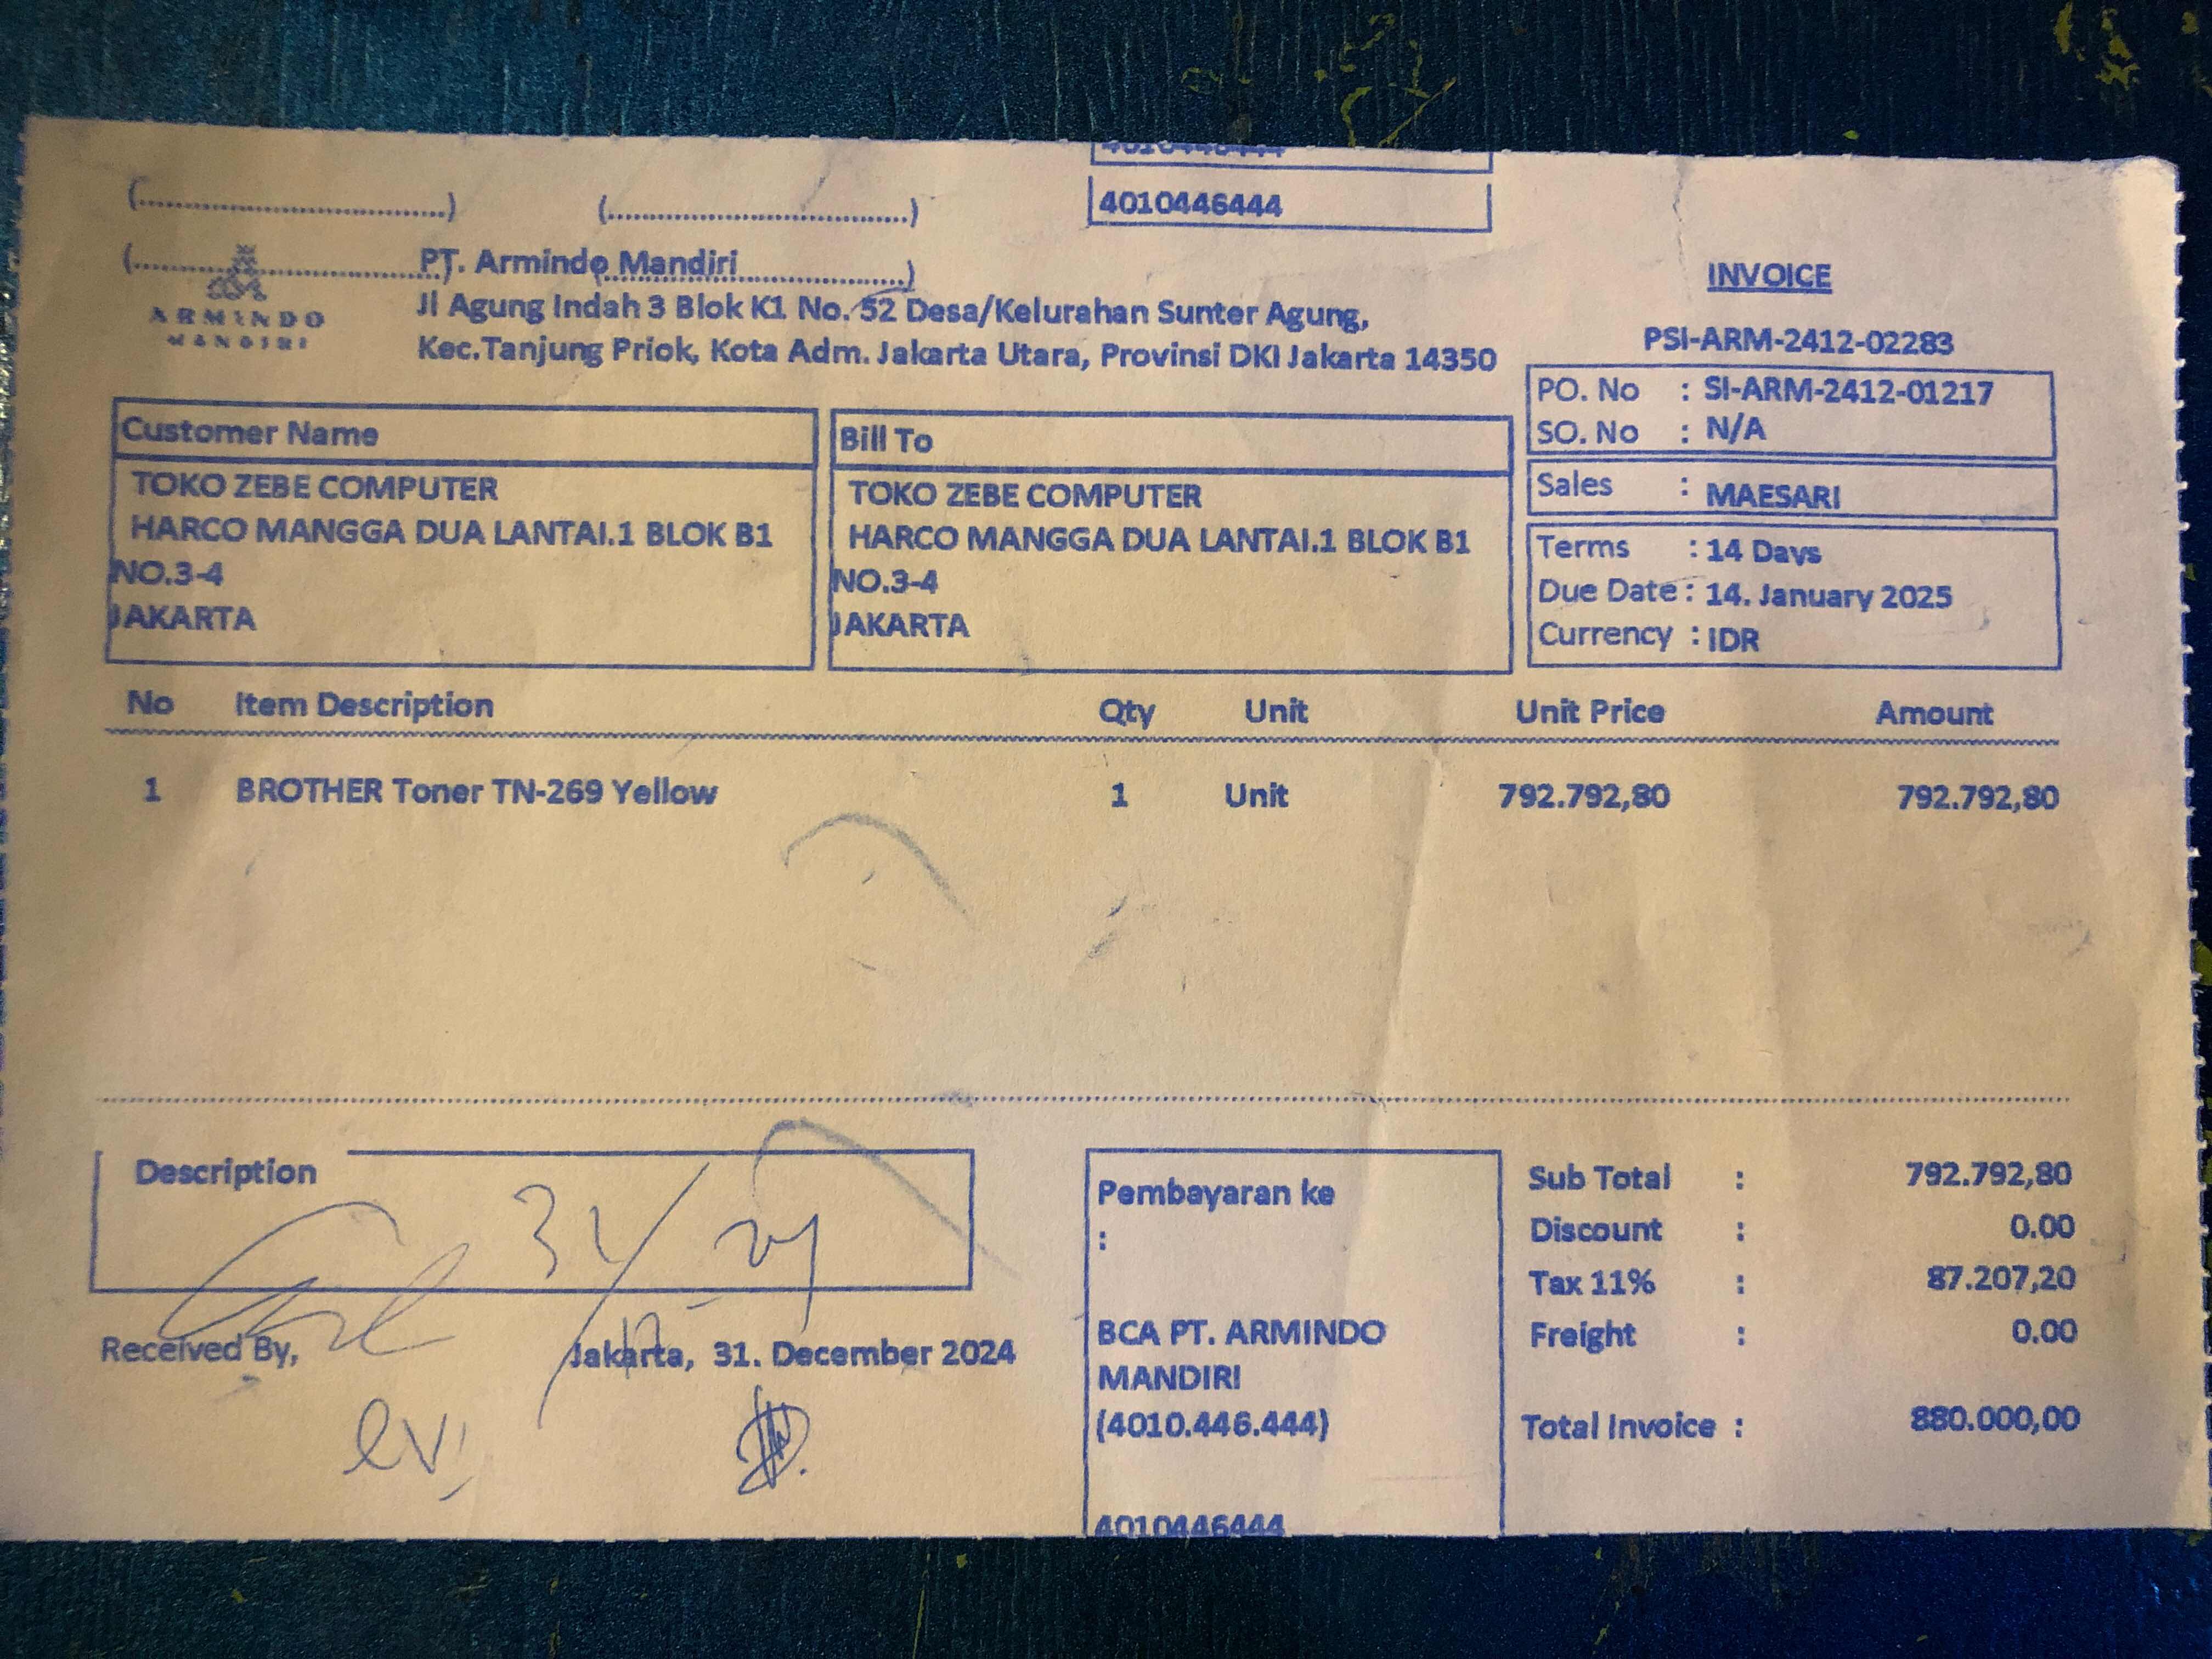 4010446444
(..............................) (..............................)
4010446444
(..............................) (..............................)
ARMINDO
MANDIRI
PT. Armindo Mandiri
Jl Agung Indah 3 Blok K1 No. 52 Desa/Kelurahan Sunter Agung,
Kec.Tanjung Priok, Kota Adm. Jakarta Utara, Provinsi DKI Jakarta 14350
INVOICE
PSI-ARM-2412-02283
PO. No : SI-ARM-2412-01217
SO. No : N/A
Sales : MAESARI
Terms : 14 Days
Due Date : 14. January 2025
Currency : IDR
Customer Name
TOKO ZEBE COMPUTER
HARCO MANGGA DUA LANTAI.1 BLOK B1
NO.3-4
JAKARTA
Bill To
TOKO ZEBE COMPUTER
HARCO MANGGA DUA LANTAI.1 BLOK B1
NO.3-4
JAKARTA
No Item Description Qty Unit Unit Price Amount
1 BROTHER Toner TN-269 Yellow 1 Unit 792.792,80 792.792,80
Description
Received By,
Jakarta, 31. December 2024
Pembayaran ke
:
BCA PT. ARMINDO
MANDIRI
(4010.446.444)
4010446444
Sub Total : 792.792,80
Discount : 0.00
Tax 11% : 87.207,20
Freight : 0.00
Total Invoice : 880.000,00